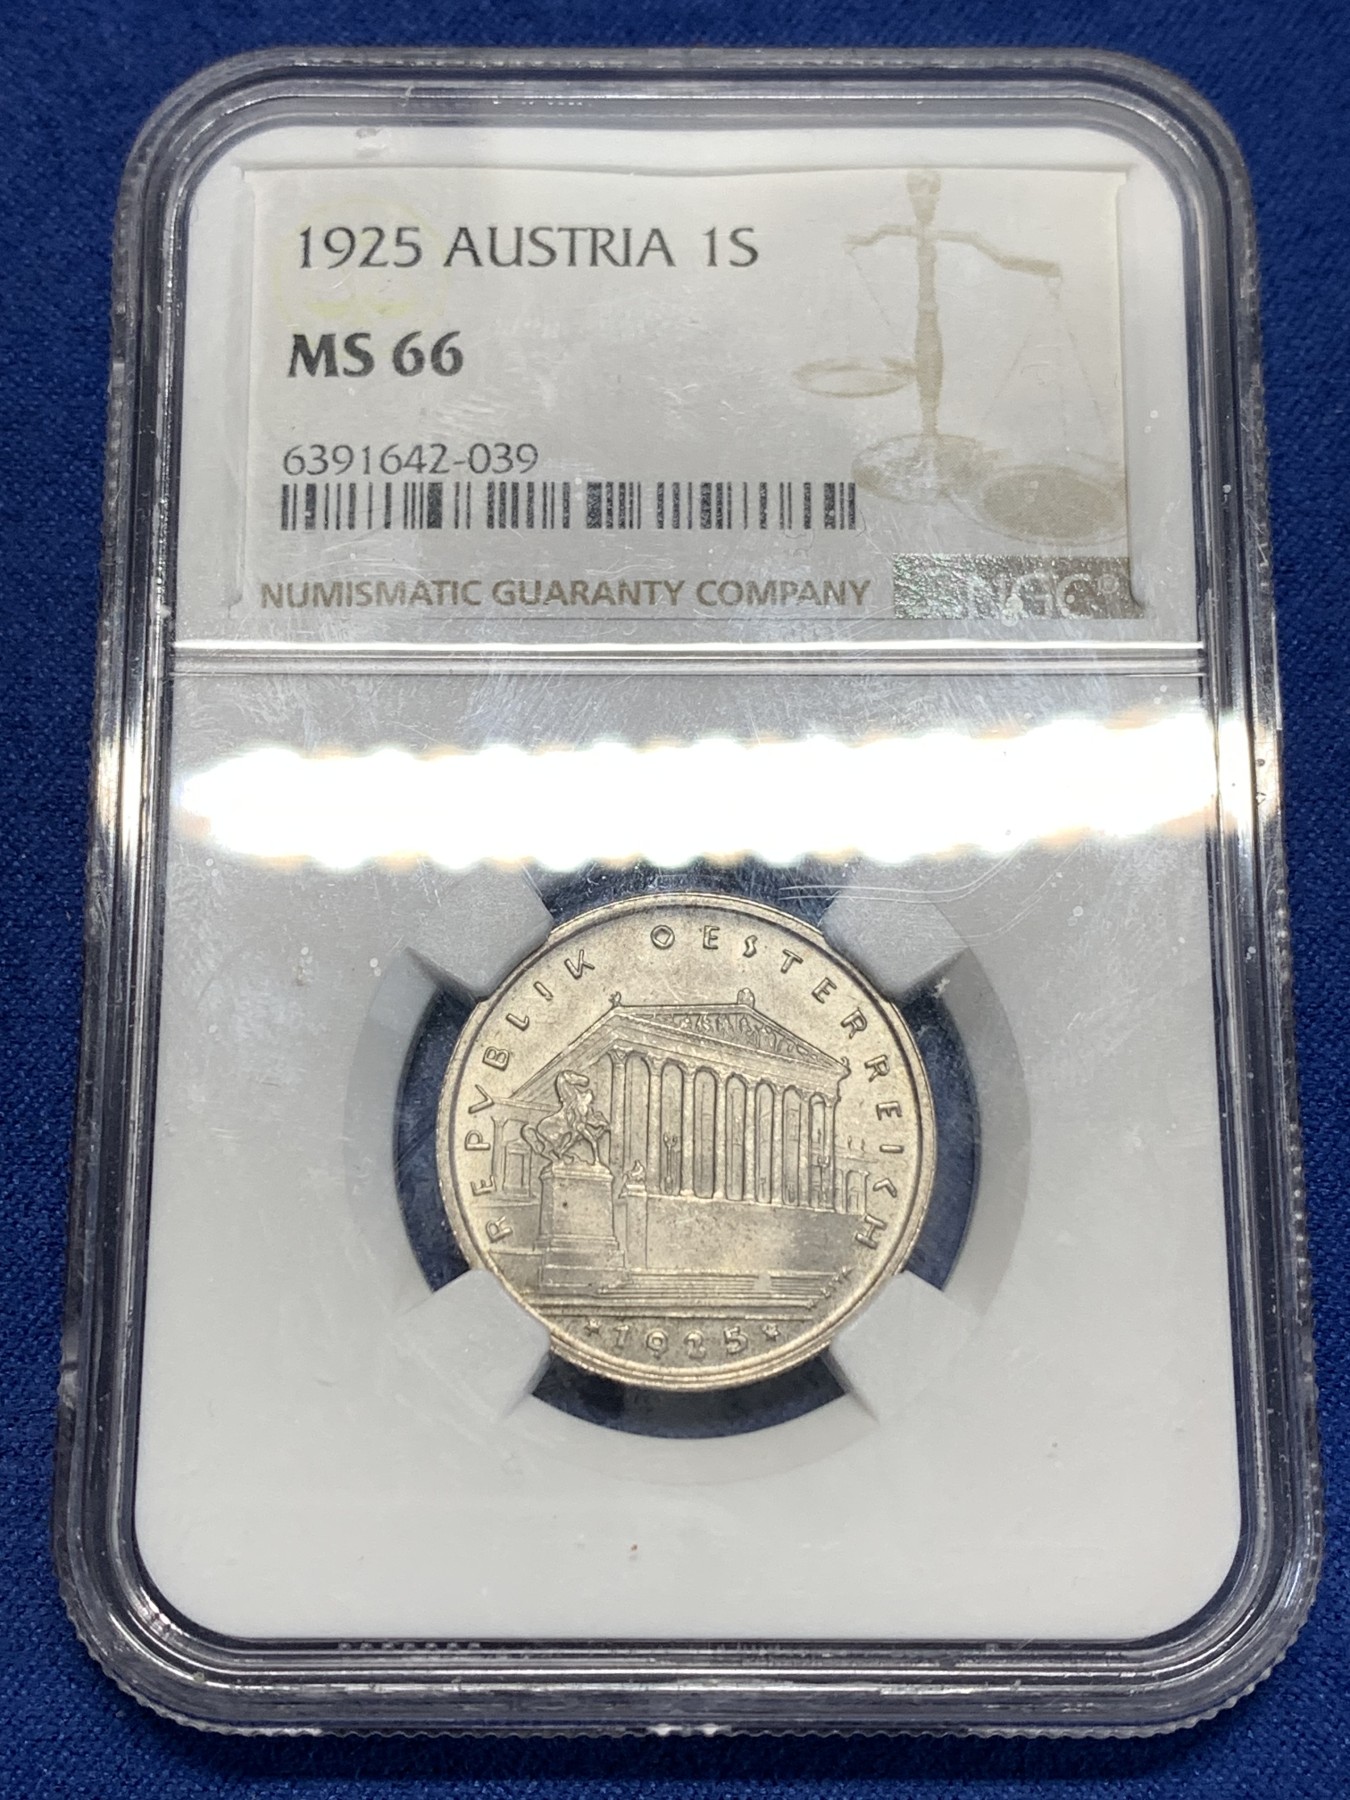 1925 AUSTRIA 1S
MS 66
6391642-039
NUMISMATIC GUARANTY COMPANY NGC®
REPVBLIK OESTERREICH
*1925*